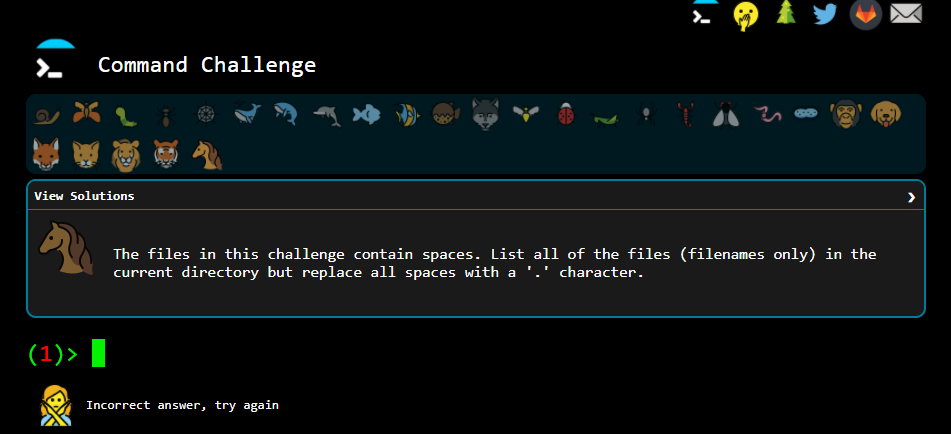 Command Challenge
View Solutions
The files in this challenge contain spaces. List all of the files (filenames only) in the
current directory but replace all spaces with a '.' character.
(1)>
Incorrect answer, try again